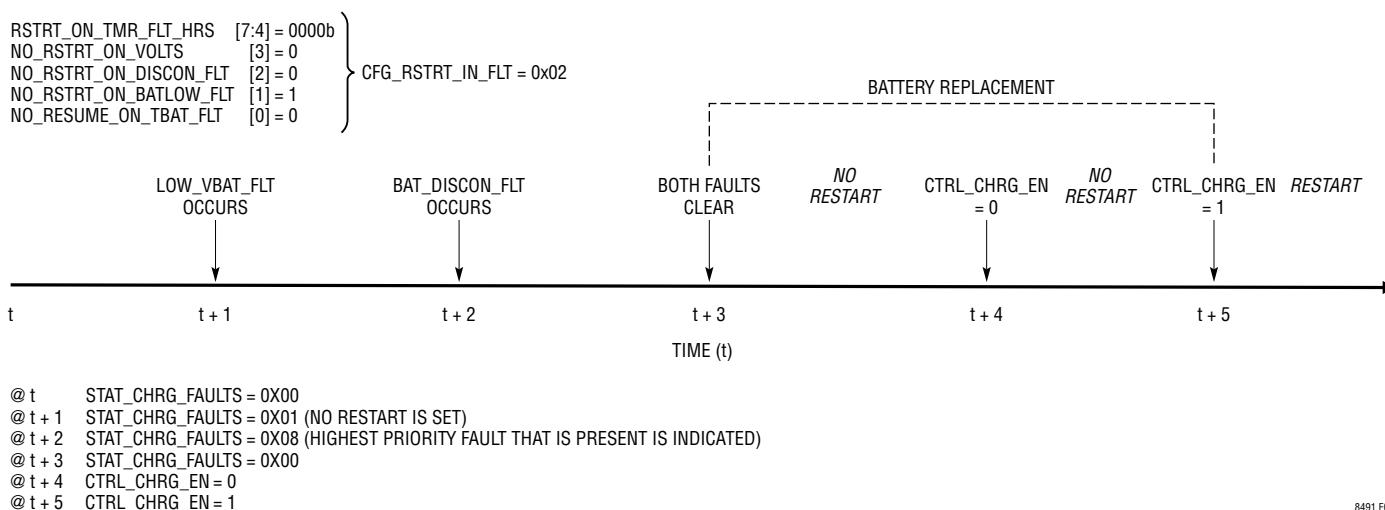 RSTRT_ON_TMR_FLT_HRS [7:4] = 0000b
NO_RSTRT_ON_VOLTS [3] = 0
NO_RSTRT_ON_DISCON_FLT [2] = 0
NO_RSTRT_ON_BATLOW_FLT [1] = 1
NO_RESUME_ON_TBAT_FLT [0] = 0
CFG_RSTRT_IN_FLT = 0x02
BATTERY REPLACEMENT
LOW_VBAT_FLT
OCCURS
BAT_DISCON_FLT
OCCURS
BOTH FAULTS
CLEAR
NO
RESTART
CTRL_CHRG_EN
= 0
NO
RESTART
CTRL_CHRG_EN
= 1
RESTART
t
t + 1
t + 2
t + 3
t + 4
t + 5
TIME (t)
@ t STAT_CHRG_FAULTS = 0X00
@ t + 1 STAT_CHRG_FAULTS = 0X01 (NO RESTART IS SET)
@ t + 2 STAT_CHRG_FAULTS = 0X08 (HIGHEST PRIORITY FAULT THAT IS PRESENT IS INDICATED)
@ t + 3 STAT_CHRG_FAULTS = 0X00
@ t + 4 CTRL_CHRG_EN = 0
@ t + 5 CTRL_CHRG_EN = 1
8491